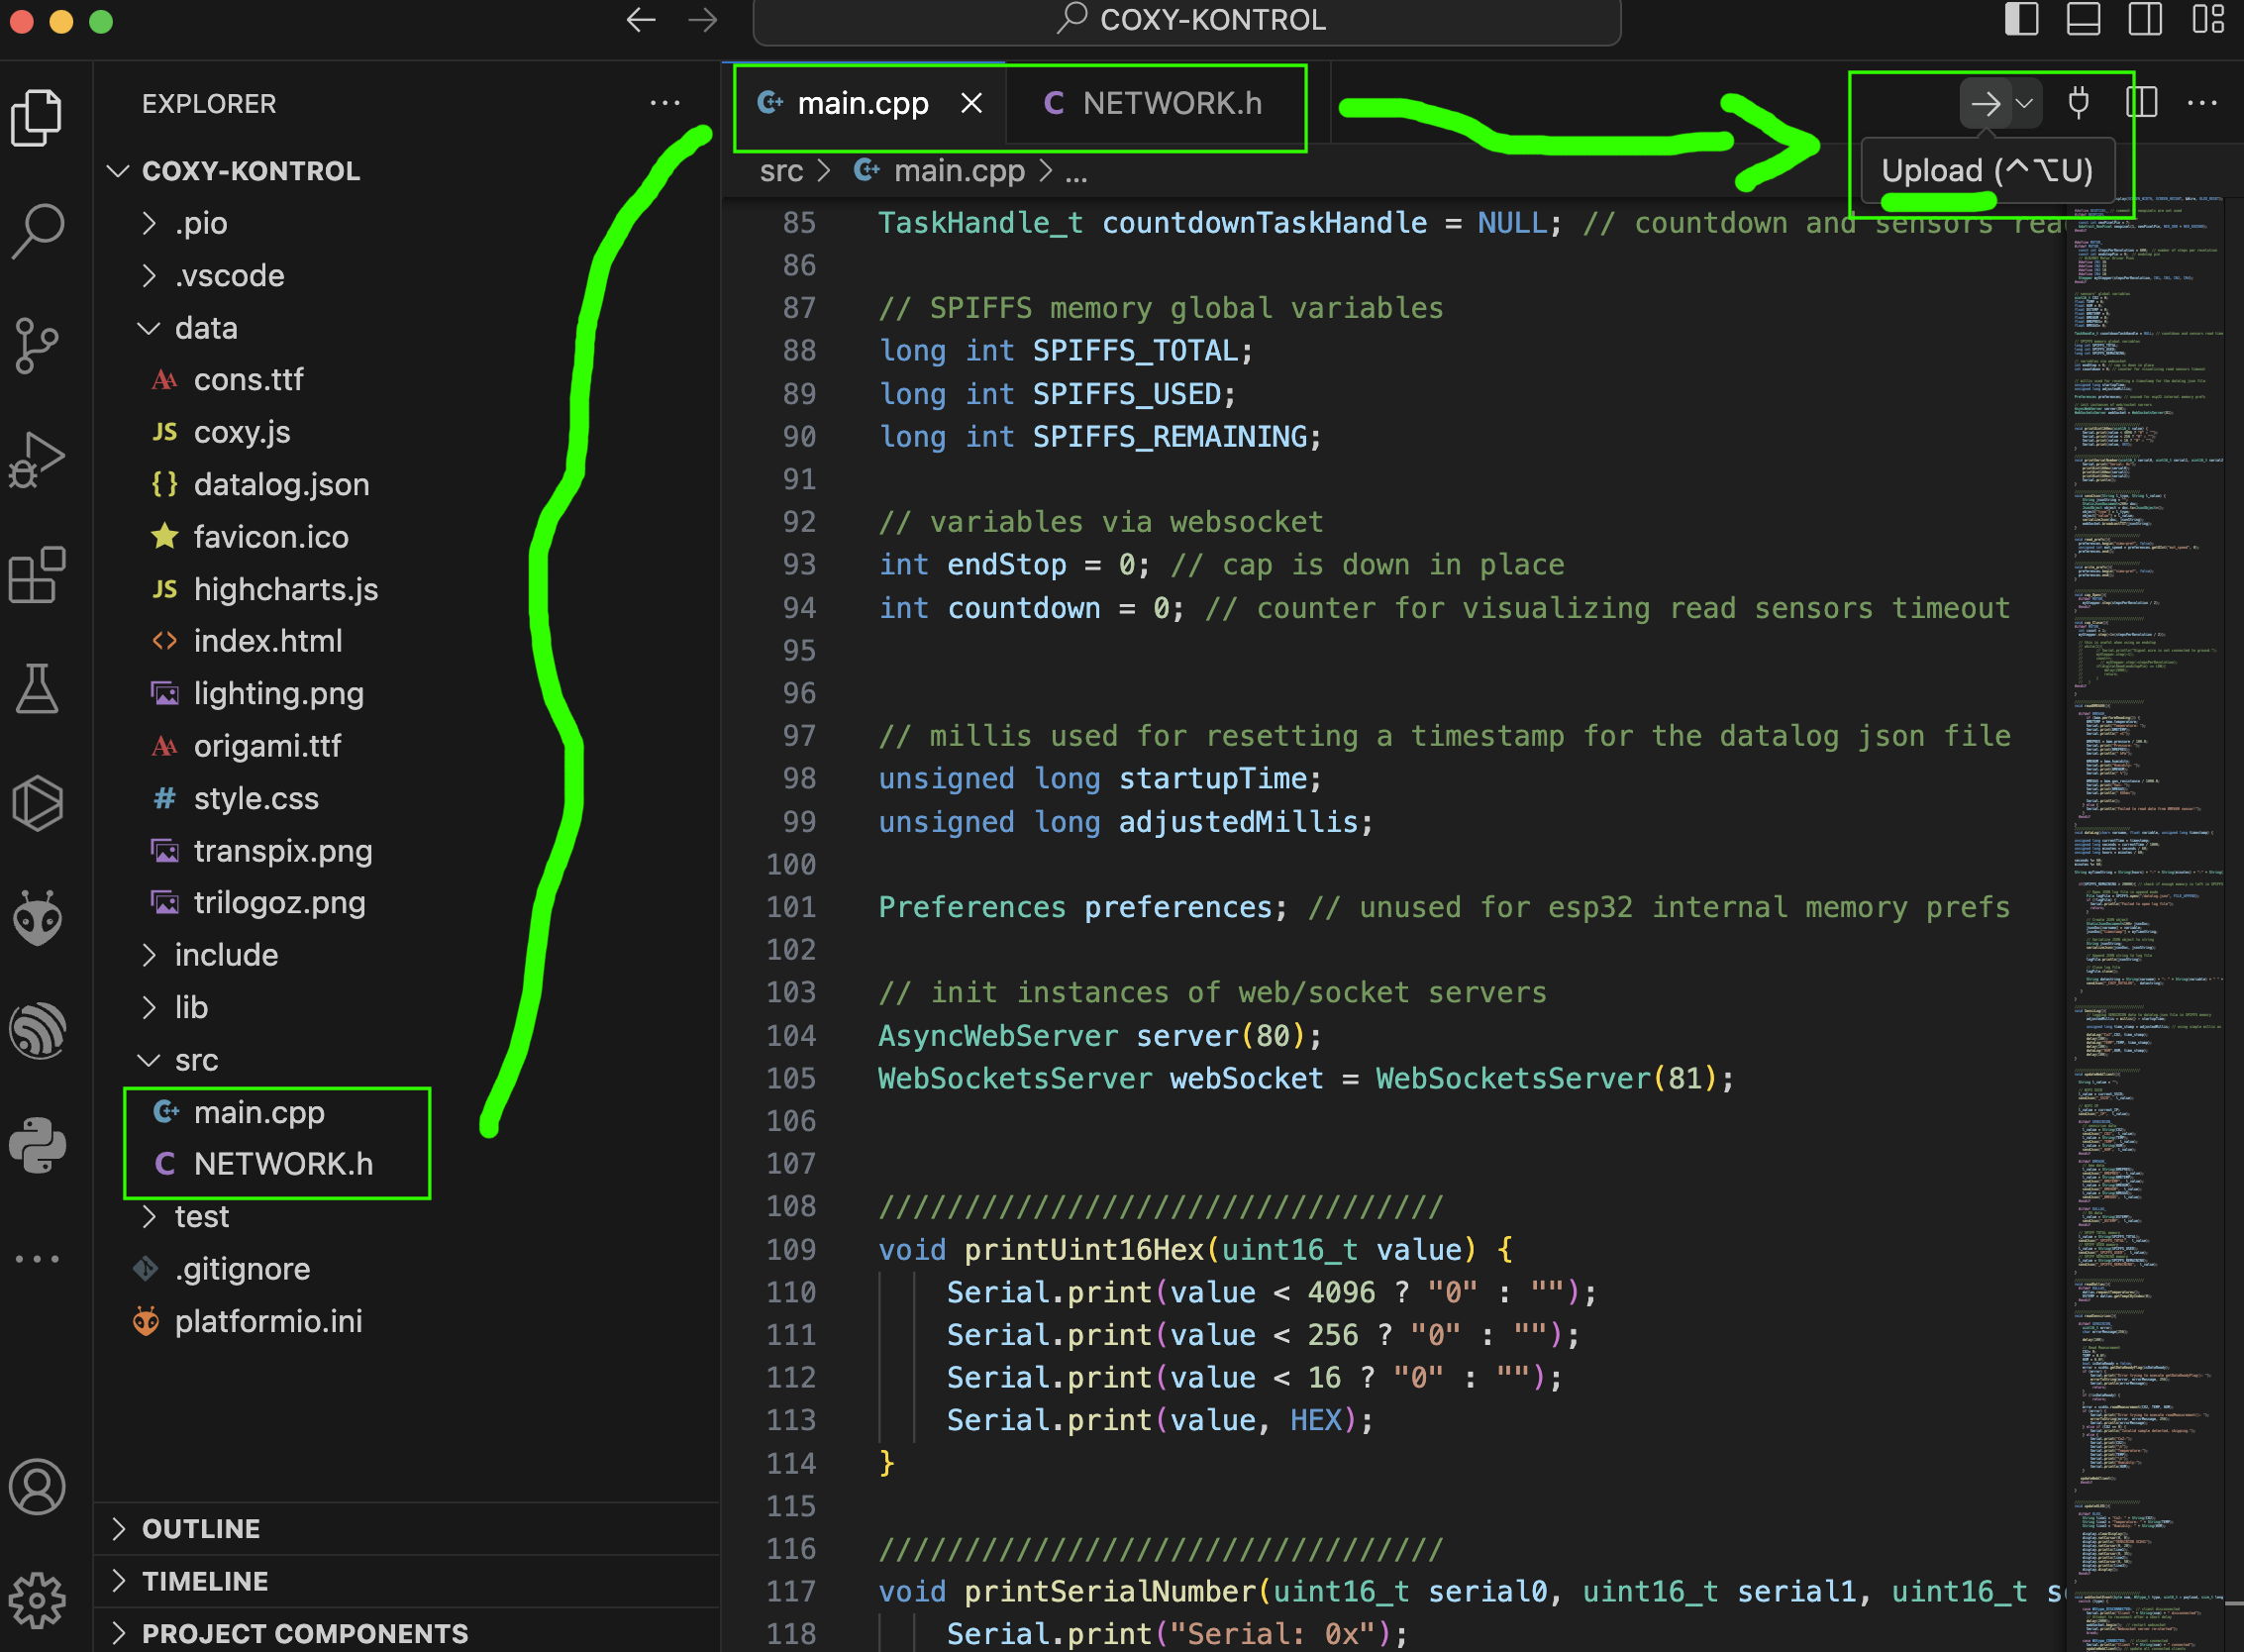 COXY-KONTROL
EXPLORER
COXY-KONTROL
.pio
.vscode
data
cons.ttf
JS coxy.js
{} datalog.json
favicon.ico
JS highcharts.js
<> index.html
lighting.png
origami.ttf
# style.css
transpix.png
trilogoz.png
include
lib
src
main.cpp
C NETWORK.h
test
.gitignore
platformio.ini
OUTLINE
TIMELINE
PROJECT COMPONENTS
main.cpp
C NETWORK.h
Upload (^⌥U)
src > main.cpp > ...
85 TaskHandle_t countdownTaskHandle = NULL; // countdown and sensors rea
86
87 // SPIFFS memory global variables
88 long int SPIFFS_TOTAL;
89 long int SPIFFS_USED;
90 long int SPIFFS_REMAINING;
91
92 // variables via websocket
93 int endStop = 0; // cap is down in place
94 int countdown = 0; // counter for visualizing read sensors timeout
95
96
97 // millis used for resetting a timestamp for the datalog json file
98 unsigned long startupTime;
99 unsigned long adjustedMillis;
100
101 Preferences preferences; // unused for esp32 internal memory prefs
102
103 // init instances of web/socket servers
104 AsyncWebServer server(80);
105 WebSocketsServer webSocket = WebSocketsServer(81);
106
107
108 /////////////////////////////////
109 void printUint16Hex(uint16_t value) {
110 Serial.print(value < 4096 ? "0" : "");
111 Serial.print(value < 256 ? "0" : "");
112 Serial.print(value < 16 ? "0" : "");
113 Serial.print(value, HEX);
114 }
115
116 /////////////////////////////////
117 void printSerialNumber(uint16_t serial0, uint16_t serial1, uint16_t se
118 Serial.print("Serial: 0x");